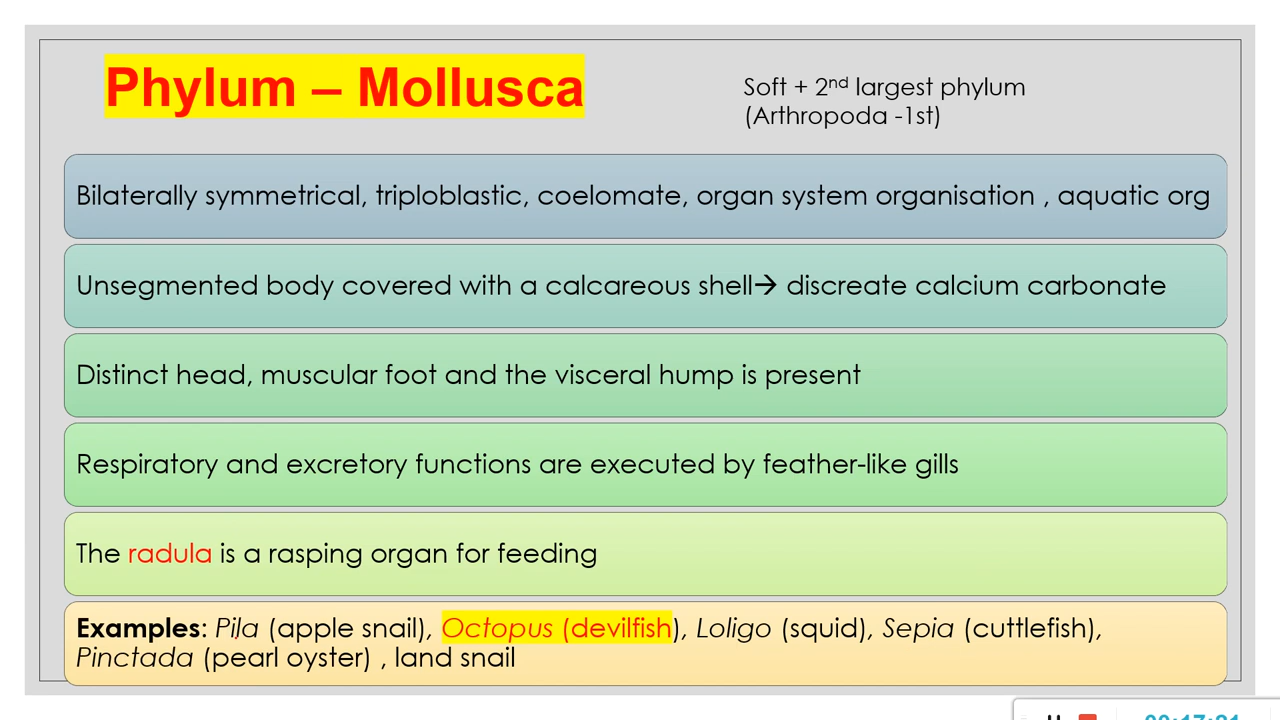 Phylum – Mollusca
Soft + 2nd largest phylum
(Arthropoda -1st)
Bilaterally symmetrical, triploblastic, coelomate, organ system organisation , aquatic org
Unsegmented body covered with a calcareous shell→ discreate calcium carbonate
Distinct head, muscular foot and the visceral hump is present
Respiratory and excretory functions are executed by feather-like gills
The radula is a rasping organ for feeding
Examples: Pila (apple snail), Octopus (devilfish), Loligo (squid), Sepia (cuttlefish),
Pinctada (pearl oyster) , land snail